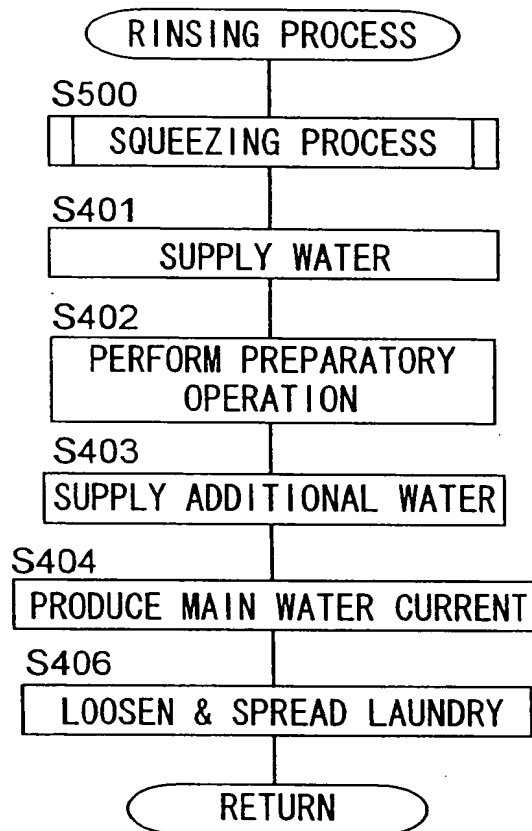 RINSING PROCESS
S500
SQUEEZING PROCESS
S401
SUPPLY WATER
S402
PERFORM PREPARATORY
OPERATION
S403
SUPPLY ADDITIONAL WATER
S404
PRODUCE MAIN WATER CURRENT
S406
LOOSEN & SPREAD LAUNDRY
RETURN